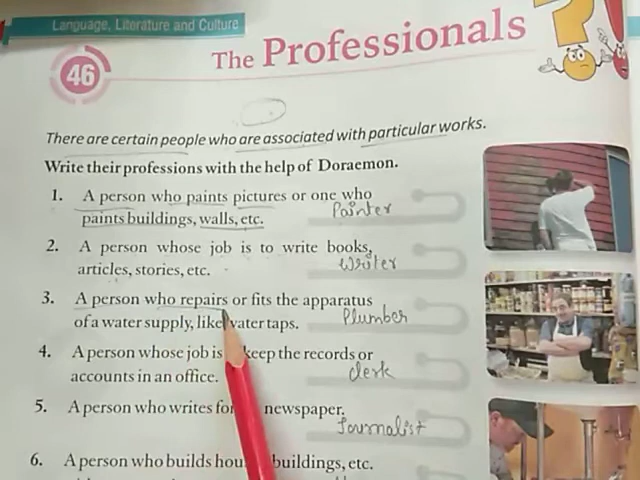 Language, Literature and Culture
The Professionals
46
There are certain people who are associated with particular works.
Write their professions with the help of Doraemon.
1. A person who paints pictures or one who
paints buildings, walls, etc. Painter
2. A person whose job is to write books,
articles, stories, etc. Writer
3. A person who repairs or fits the apparatus
of a water supply, like water taps. Plumber
4. A person whose job is keep the records or
accounts in an office. Clerk
5. A person who writes for newspaper.
Journalist
6. A person who builds hou buildings, etc.